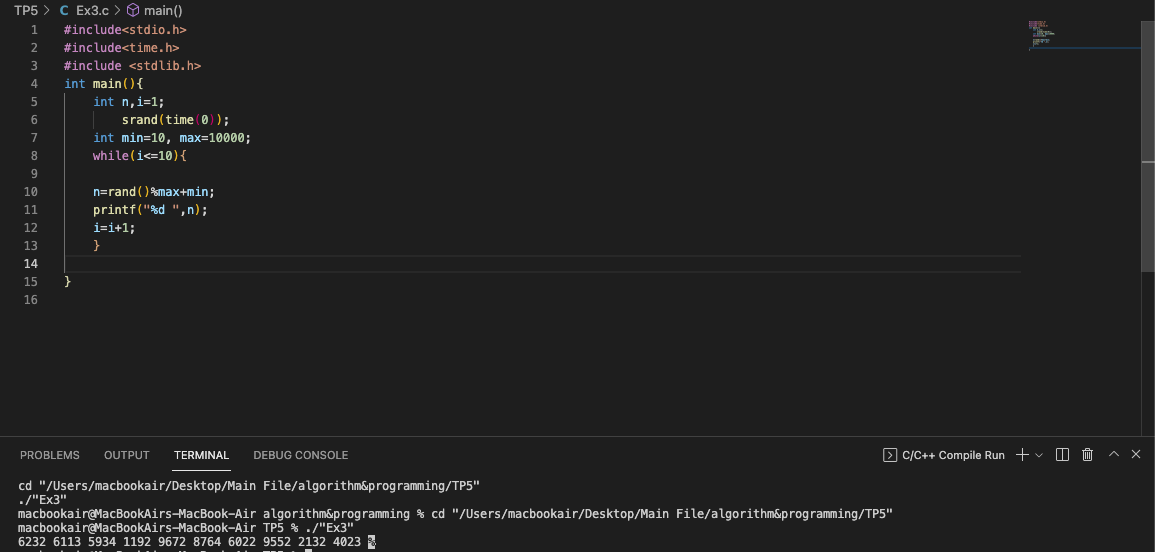 TP5 > C Ex3.c > main()
1 #include<stdio.h>
2 #include<time.h>
3 #include <stdlib.h>
4 int main(){
5 int n,i=1;
6 srand(time(0));
7 int min=10, max=10000;
8 while(i<=10){
9
10 n=rand()%max+min;
11 printf("%d ",n);
12 i=i+1;
13 }
14
15 }
16
PROBLEMS OUTPUT TERMINAL DEBUG CONSOLE C/C++ Compile Run
cd "/Users/macbookair/Desktop/Main File/algorithm&programming/TP5"
./"Ex3"
macbookair@MacBookAirs-MacBook-Air algorithm&programming % cd "/Users/macbookair/Desktop/Main File/algorithm&programming/TP5"
macbookair@MacBookAirs-MacBook-Air TP5 % ./"Ex3"
6232 6113 5934 1192 9672 8764 6022 9552 2132 4023 %